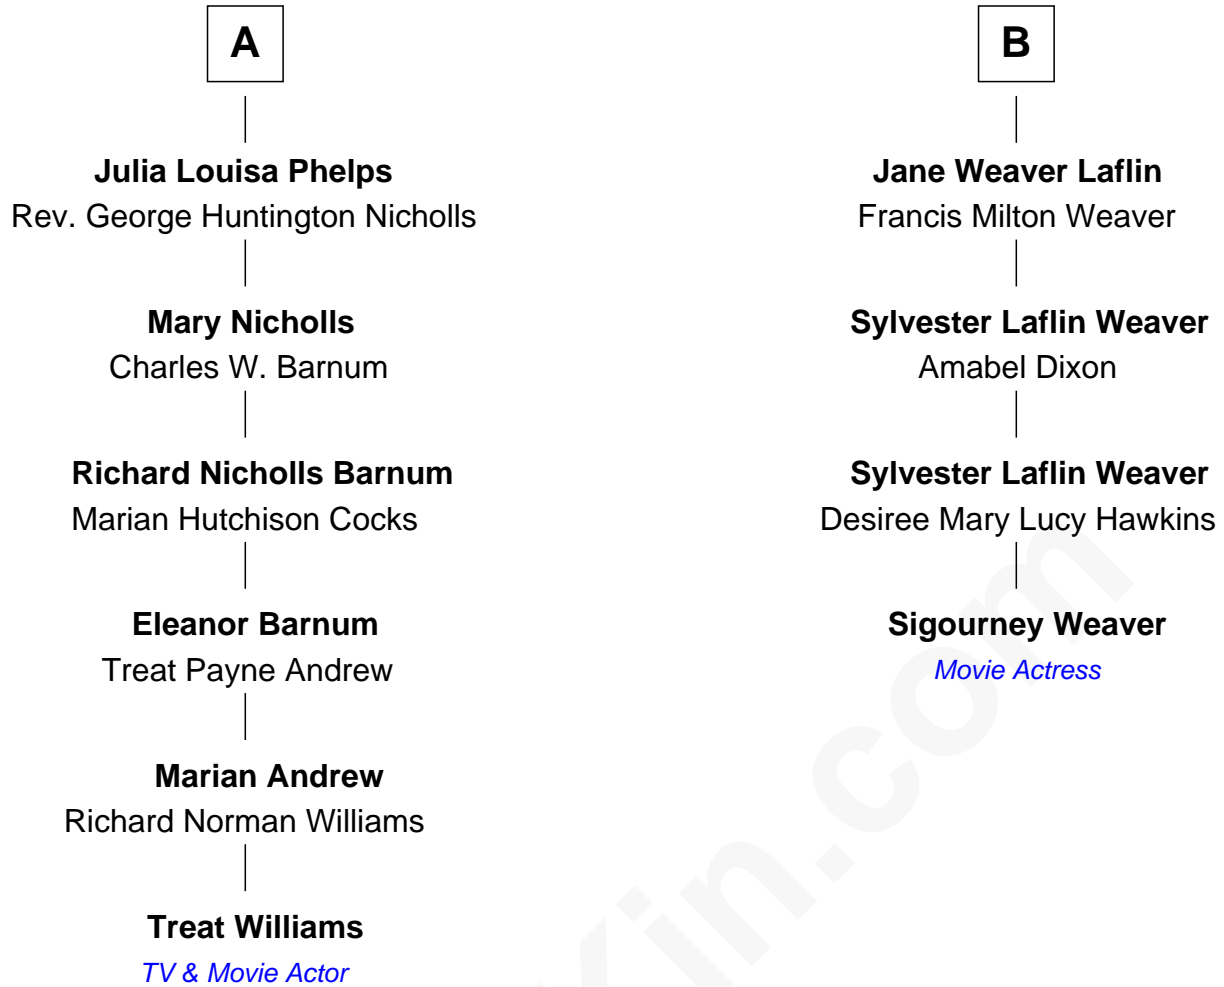 A
Julia Louisa Phelps
Rev. George Huntington Nicholls
Mary Nicholls
Charles W. Barnum
Richard Nicholls Barnum
Marian Hutchison Cocks
Eleanor Barnum
Treat Payne Andrew
Marian Andrew
Richard Norman Williams
Treat Williams
TV & Movie Actor
B
Jane Weaver Laflin
Francis Milton Weaver
Sylvester Laflin Weaver
Amabel Dixon
Sylvester Laflin Weaver
Desiree Mary Lucy Hawkins
Sigourney Weaver
Movie Actress
Kin.com